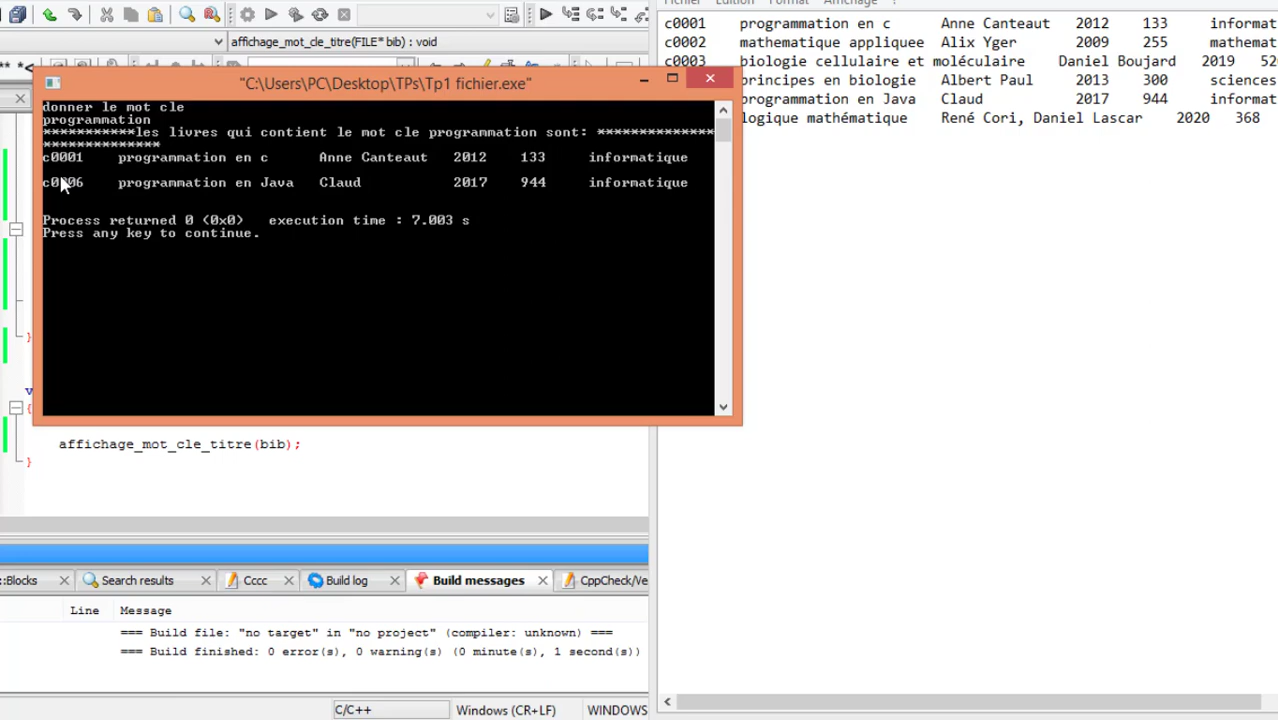 affichage_mot_cle_titre(FILE* bib) : void
"C:\Users\PC\Desktop\TPs\Tp1 fichier.exe"
donner le mot cle
programmation
***********les livres qui contient le mot cle programmation sont: **************
**************
c0001 programmation en c Anne Canteaut 2012 133 informatique
c0006 programmation en Java Claud 2017 944 informatique
Process returned 0 (0x0) execution time : 7.003 s
Press any key to continue.
affichage_mot_cle_titre(bib);
}
::Blocks Search results Cccc Build log Build messages CppCheck/Ve
Line Message
=== Build file: "no target" in "no project" (compiler: unknown) ===
=== Build finished: 0 error(s), 0 warning(s) (0 minute(s), 1 second(s))
C/C++ Windows (CR+LF) WINDOWS
Fichier Edition Format Affichage ?
c0001 programmation en c Anne Canteaut 2012 133 informat
c0002 mathematique appliquee Alix Yger 2009 255 mathemat
c0003 biologie cellulaire et moléculaire Daniel Boujard 2019 520
principes en biologie Albert Paul 2013 300 sciences
programmation en Java Claud 2017 944 informat
logique mathématique René Cori, Daniel Lascar 2020 368